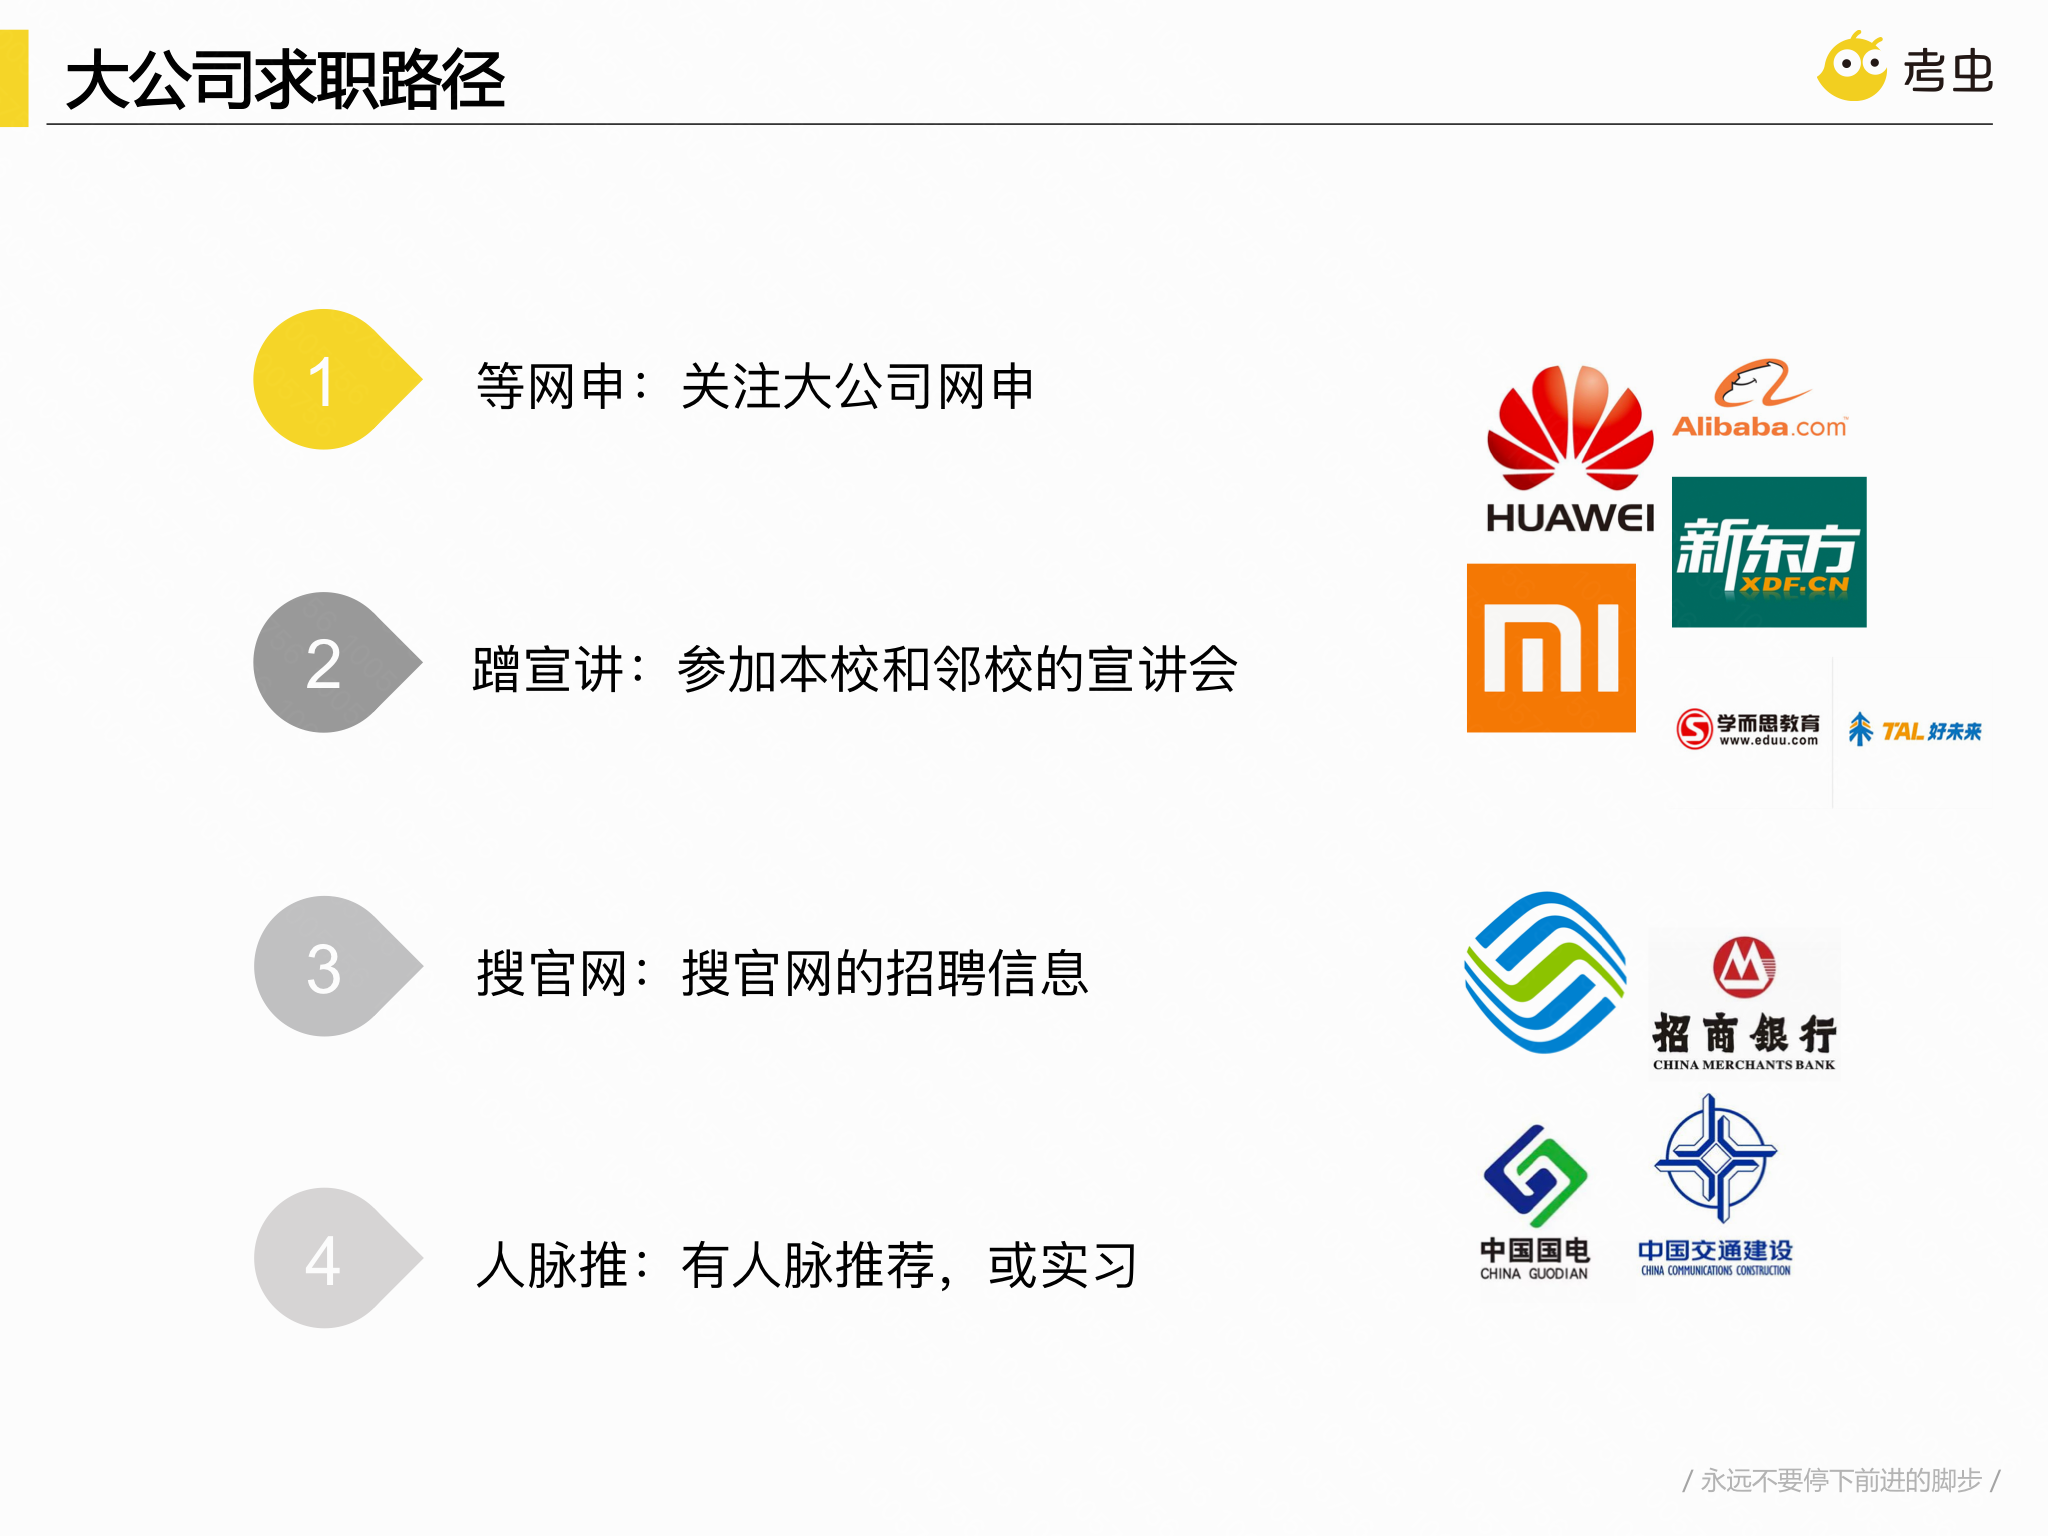 大公司求职路径
考虫
1
等网申：关注大公司网申
2
蹭宣讲：参加本校和邻校的宣讲会
3
搜官网：搜官网的招聘信息
4
人脉推：有人脉推荐，或实习
HUAWEI
Alibaba.com
新东方
XDF.CN
MI
学而思教育
www.eduu.com
TAL好未来
招商銀行
CHINA MERCHANTS BANK
中国国电
CHINA GUODIAN
中国交通建设
CHINA COMMUNICATIONS CONSTRUCTION
/ 永远不要停下前进的脚步 /